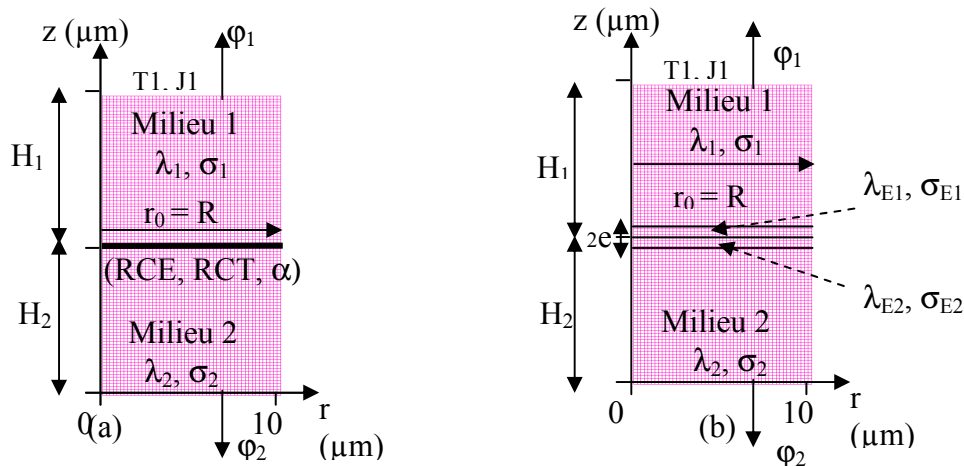 z (µm)
φ₁
T1, J1
Milieu 1
λ₁, σ₁
H₁
r₀ = R
(RCE, RCT, α)
H₂
Milieu 2
λ₂, σ₂
0
(a)
10
r
(µm)
φ₂
z (µm)
φ₁
T1, J1
Milieu 1
λ₁, σ₁
H₁
r₀ = R
λE1, σE1
2e
H₂
λE2, σE2
Milieu 2
λ₂, σ₂
0
10
r
(µm)
φ₂
(b)